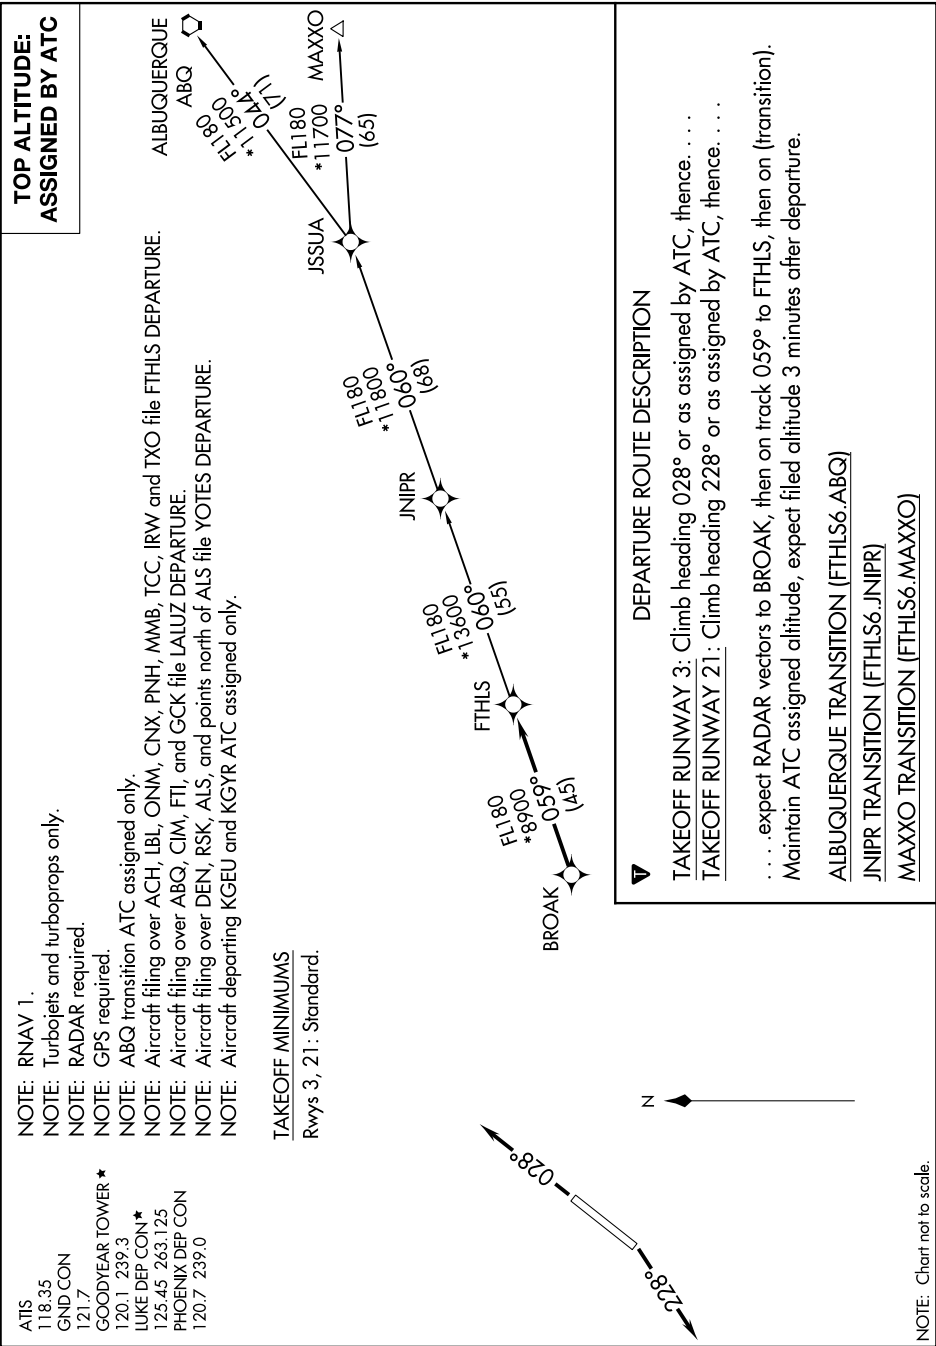 TOP ALTITUDE:
ASSIGNED BY ATC
ATIS
118.35
GND CON
121.7
GOODYEAR TOWER ★
120.1 239.3
LUKE DEP CON ★
125.45 263.125
PHOENIX DEP CON
120.7 239.0
NOTE: RNAV 1.
NOTE: Turbojets and turboprops only.
NOTE: RADAR required.
NOTE: GPS required.
NOTE: ABQ transition ATC assigned only.
NOTE: Aircraft filing over ACH, LBL, ONM, CNX, PNH, MMB, TCC, IRW and TXO file FTHLS DEPARTURE.
NOTE: Aircraft filing over ABQ, CIM, FTI, and GCK file LALUZ DEPARTURE.
NOTE: Aircraft filing over DEN, RSK, ALS, and points north of ALS file YOTES DEPARTURE.
NOTE: Aircraft departing KGEU and KGYR ATC assigned only.
TAKEOFF MINIMUMS
Rwys 3, 21: Standard.
ALBUQUERQUE
ABQ
FL180
*11500
044°
(71)
MAXXO
FL180
*11700
077°
(65)
JSSUA
FL180
*11800
060°
(68)
JNIPR
FL180
*13600
060°
(55)
FTHLS
FL180
*8900
059°
(45)
BROAK
N
028°
228°
NOTE: Chart not to scale.
T
DEPARTURE ROUTE DESCRIPTION
TAKEOFF RUNWAY 3: Climb heading 028° or as assigned by ATC, thence. . . .
TAKEOFF RUNWAY 21: Climb heading 228° or as assigned by ATC, thence. . . .
. . . .expect RADAR vectors to BROAK, then on track 059° to FTHLS, then on (transition).
Maintain ATC assigned altitude, expect filed altitude 3 minutes after departure.
ALBUQUERQUE TRANSITION (FTHLS6.ABQ)
JNIPR TRANSITION (FTHLS6.JNIPR)
MAXXO TRANSITION (FTHLS6.MAXXO)